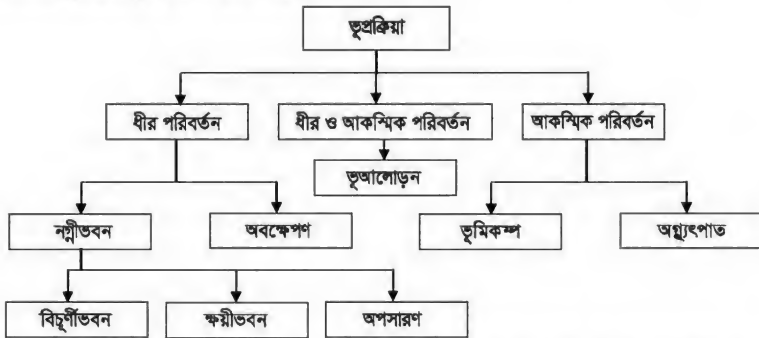 ভূপ্রক্রিয়া
ধীর পরিবর্তন
ধীর ও আকস্মিক পরিবর্তন
আকস্মিক পরিবর্তন
ভূআলোড়ন
নগ্নীভবন
অবক্ষেপণ
ভূমিকম্প
অগ্ন্যুৎপাত
বিচূর্ণীভবন
ক্ষয়ীভবন
অপসারণ